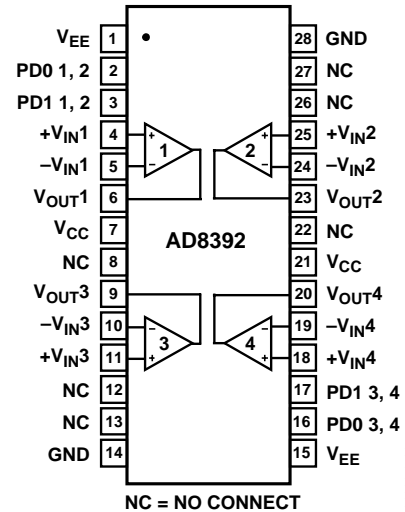 VEE 1 28 GND
PD0 1, 2 2 27 NC
PD1 1, 2 3 26 NC
+VIN1 4 + 1 2 + 25 +VIN2
–VIN1 5 – – 24 –VIN2
VOUT1 6 23 VOUT2
VCC 7 22 NC
NC 8 AD8392 21 VCC
VOUT3 9 20 VOUT4
–VIN3 10 – – 19 –VIN4
+VIN3 11 + 3 4 + 18 +VIN4
NC 12 17 PD1 3, 4
NC 13 16 PD0 3, 4
GND 14 15 VEE
NC = NO CONNECT